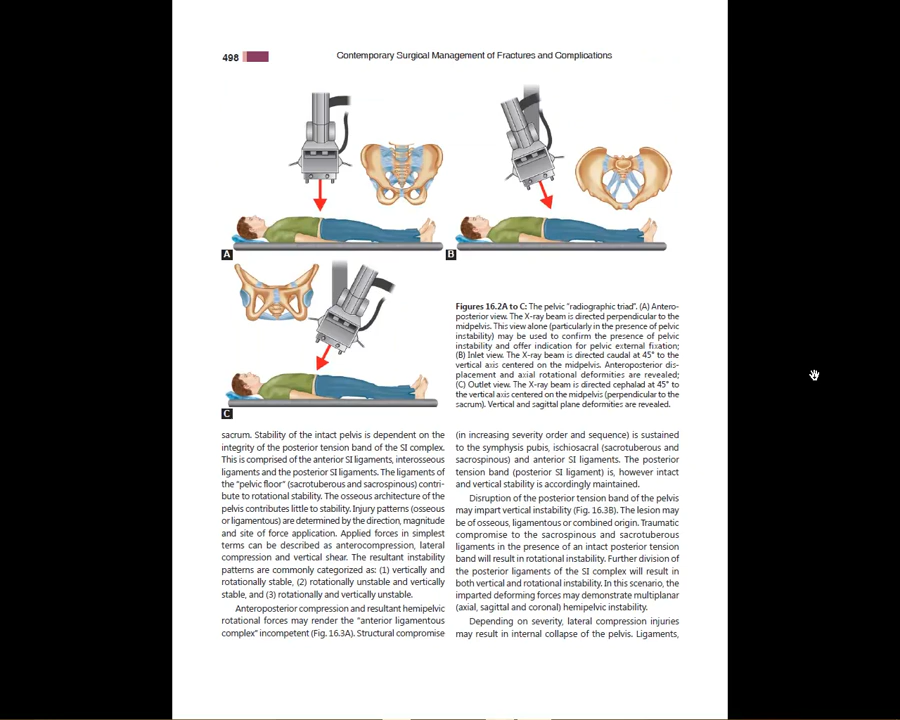 498
Contemporary Surgical Management of Fractures and Complications
A
B
C
Figures 16.2A to C: The pelvic “radiographic triad”. (A) Antero-
posterior view. The X-ray beam is directed perpendicular to the
midpelvis. This view alone (particularly in the presence of pelvic
instability) may be used to confirm the presence of pelvic
instability and offer indication for pelvic external fixation;
(B) Inlet view. The X-ray beam is directed caudal at 45° to the
vertical axis centered on the midpelvis. Anteroposterior dis-
placement and axial rotational deformities are revealed;
(C) Outlet view. The X-ray beam is directed cephalad at 45° to
the vertical axis centered on the midpelvis (perpendicular to the
sacrum). Vertical and sagittal plane deformities are revealed.
sacrum. Stability of the intact pelvis is dependent on the
integrity of the posterior tension band of the SI complex.
This is comprised of the anterior SI ligaments, interosseous
ligaments and the posterior SI ligaments. The ligaments of
the “pelvic floor” (sacrotuberous and sacrospinous) contri-
bute to rotational stability. The osseous architecture of the
pelvis contributes little to stability. Injury patterns (osseous
or ligamentous) are determined by the direction, magnitude
and site of force application. Applied forces in simplest
terms can be described as anterocompression, lateral
compression and vertical shear. The resultant instability
patterns are commonly categorized as: (1) vertically and
rotationally stable, (2) rotationally unstable and vertically
stable, and (3) rotationally and vertically unstable.
Anteroposterior compression and resultant hemipelvic
rotational forces may render the “anterior ligamentous
complex” incompetent (Fig. 16.3A). Structural compromise
(in increasing severity order and sequence) is sustained
to the symphysis pubis, ischiosacral (sacrotuberous and
sacrospinous) and anterior SI ligaments. The posterior
tension band (posterior SI ligament) is, however intact
and vertical stability is accordingly maintained.
Disruption of the posterior tension band of the pelvis
may impart vertical instability (Fig. 16.3B). The lesion may
be of osseous, ligamentous or combined origin. Traumatic
compromise to the sacrospinous and sacrotuberous
ligaments in the presence of an intact posterior tension
band will result in rotational instability. Further division of
the posterior ligaments of the SI complex will result in
both vertical and rotational instability. In this scenario, the
imparted deforming forces may demonstrate multiplanar
(axial, sagittal and coronal) hemipelvic instability.
Depending on severity, lateral compression injuries
may result in internal collapse of the pelvis. Ligaments,